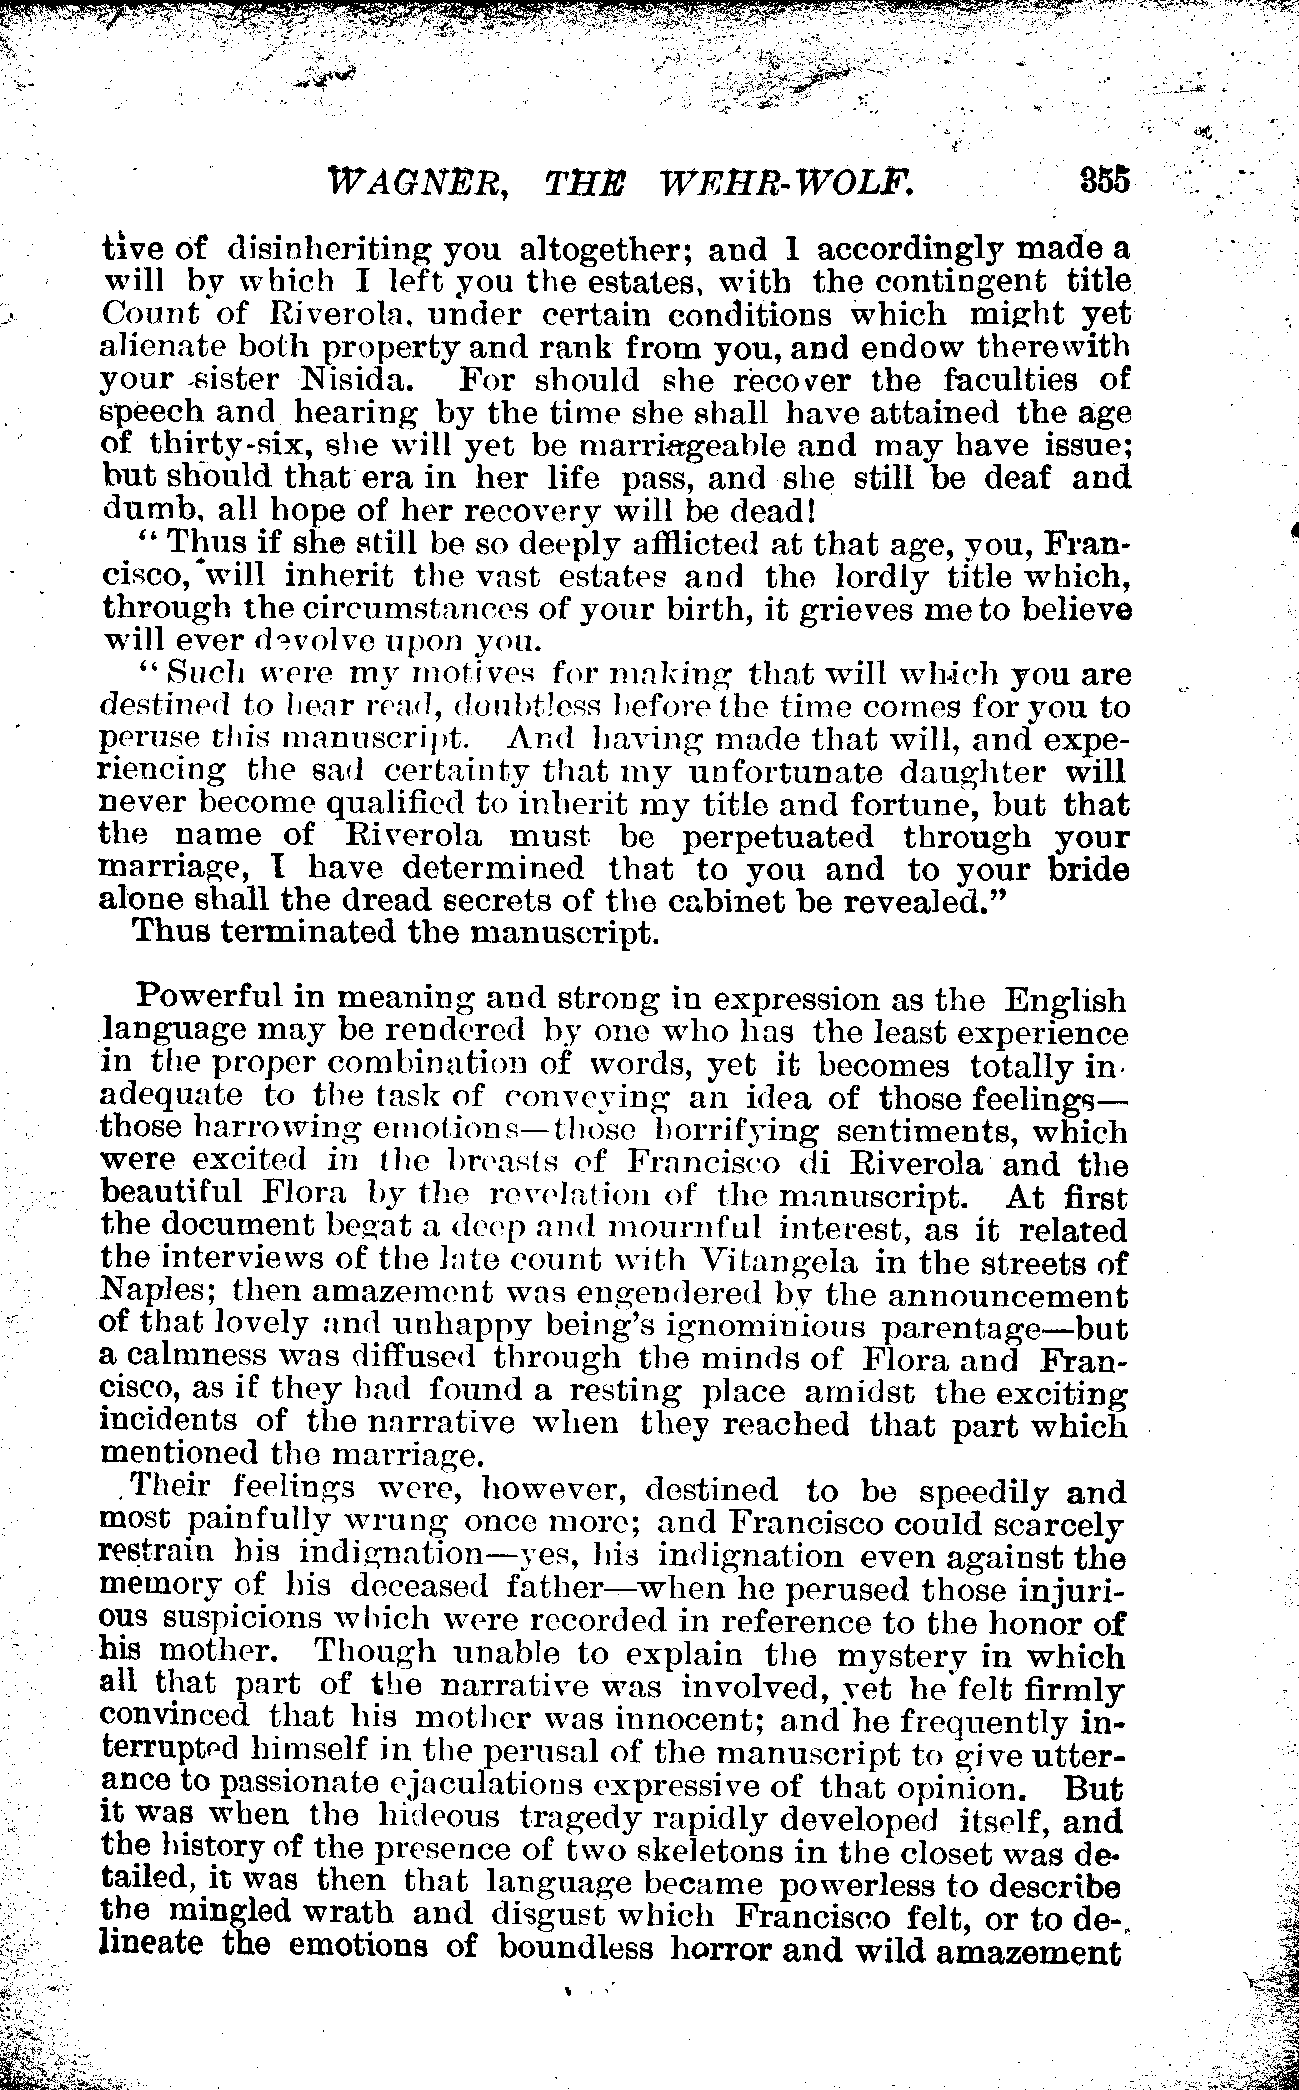 WAGNER, THE WEHR-WOLF. 355
tive of disinheriting you altogether; and I accordingly made a
will by which I left you the estates, with the contingent title
Count of Riverola, under certain conditions which might yet
alienate both property and rank from you, and endow therewith
your sister Nisida. For should she recover the faculties of
speech and hearing by the time she shall have attained the age
of thirty-six, she will yet be marriageable and may have issue;
but should that era in her life pass, and she still be deaf and
dumb, all hope of her recovery will be dead!
“ Thus if she still be so deeply afflicted at that age, you, Fran-
cisco, will inherit the vast estates and the lordly title which,
through the circumstances of your birth, it grieves me to believe
will ever devolve upon you.
“ Such were my motives for making that will which you are
destined to hear read, doubtless before the time comes for you to
peruse this manuscript. And having made that will, and expe-
riencing the sad certainty that my unfortunate daughter will
never become qualified to inherit my title and fortune, but that
the name of Riverola must be perpetuated through your
marriage, I have determined that to you and to your bride
alone shall the dread secrets of the cabinet be revealed.”
Thus terminated the manuscript.
Powerful in meaning and strong in expression as the English
language may be rendered by one who has the least experience
in the proper combination of words, yet it becomes totally in-
adequate to the task of conveying an idea of those feelings—
those harrowing emotions—those horrifying sentiments, which
were excited in the breasts of Francisco di Riverola and the
beautiful Flora by the revelation of the manuscript. At first
the document begat a deep and mournful interest, as it related
the interviews of the late count with Vitangela in the streets of
Naples; then amazement was engendered by the announcement
of that lovely and unhappy being’s ignominious parentage—but
a calmness was diffused through the minds of Flora and Fran-
cisco, as if they had found a resting place amidst the exciting
incidents of the narrative when they reached that part which
mentioned the marriage.
Their feelings were, however, destined to be speedily and
most painfully wrung once more; and Francisco could scarcely
restrain his indignation—yes, his indignation even against the
memory of his deceased father—when he perused those injuri-
ous suspicions which were recorded in reference to the honor of
his mother. Though unable to explain the mystery in which
all that part of the narrative was involved, yet he felt firmly
convinced that his mother was innocent; and he frequently in-
terrupted himself in the perusal of the manuscript to give utter-
ance to passionate ejaculations expressive of that opinion. But
it was when the hideous tragedy rapidly developed itself, and
the history of the presence of two skeletons in the closet was de-
tailed, it was then that language became powerless to describe
the mingled wrath and disgust which Francisco felt, or to de-
lineate the emotions of boundless horror and wild amazement